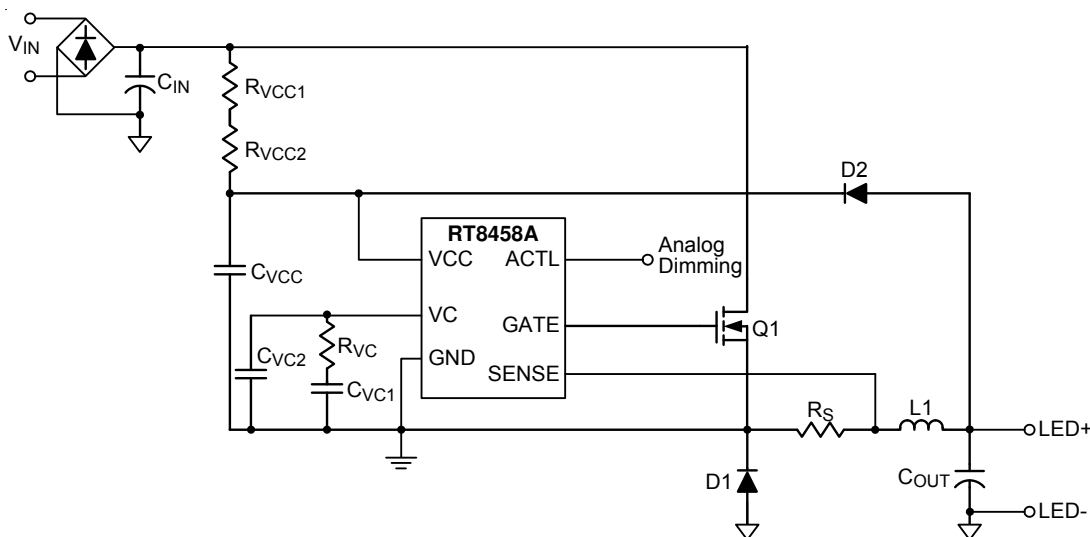 VIN
CIN
RVCC1
RVCC2
D2
RT8458A
VCC
ACTL
Analog
Dimming
CVCC
VC
GATE
Q1
CVC2
RVC
GND
CVC1
SENSE
RS
L1
LED+
D1
COUT
LED-